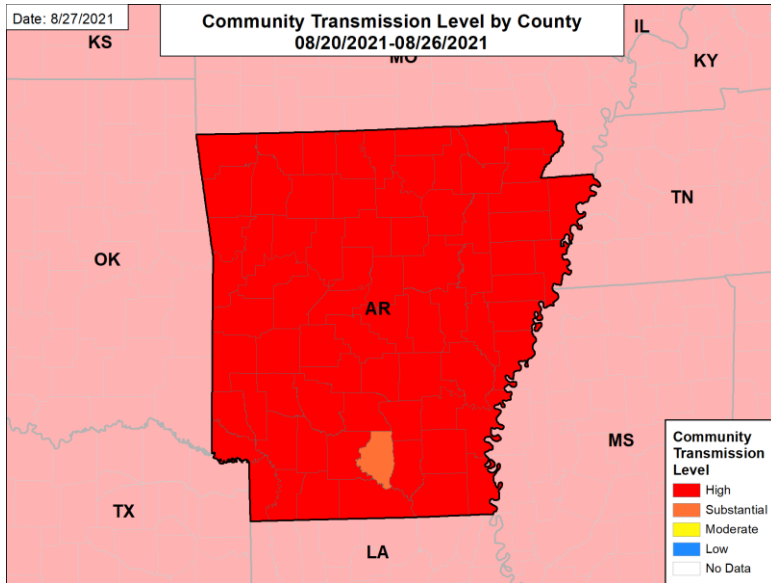 Date: 8/27/2021
Community Transmission Level by County
08/20/2021-08/26/2021
KS
MO
IL
KY
TN
OK
AR
MS
TX
LA
Community
Transmission
Level
High
Substantial
Moderate
Low
No Data